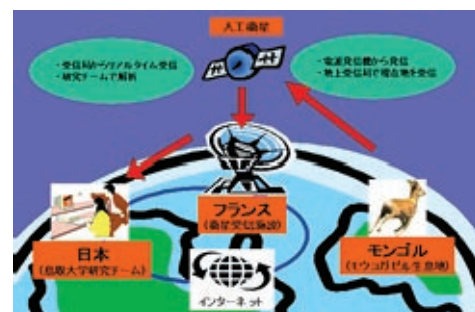 人工衛星
・受信局からリアルタイム受信
・研究チームで解析
・電波発信機から発信
・地上受信局で現在地を受信
フランス
(衛星受信施設)
日本
(鳥取大学研究チーム)
モンゴル
(モウコガゼル生息地)
インターネット